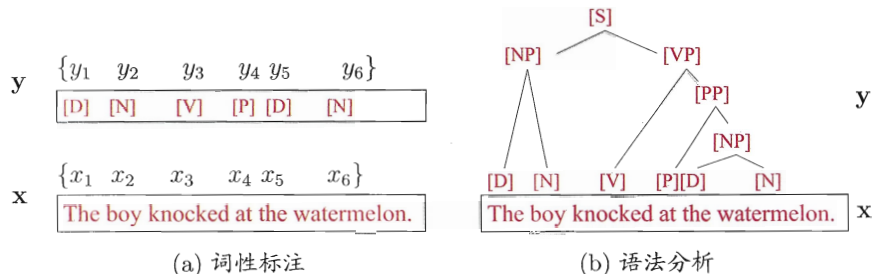 {y1 y2 y3 y4 y5 y6}
y
[D] [N] [V] [P] [D] [N]
{x1 x2 x3 x4 x5 x6}
x
The boy knocked at the watermelon.
(a) 词性标注
[S]
[NP] [VP]
[PP]
y
[NP]
[D] [N] [V] [P][D] [N]
The boy knocked at the watermelon.
x
(b) 语法分析